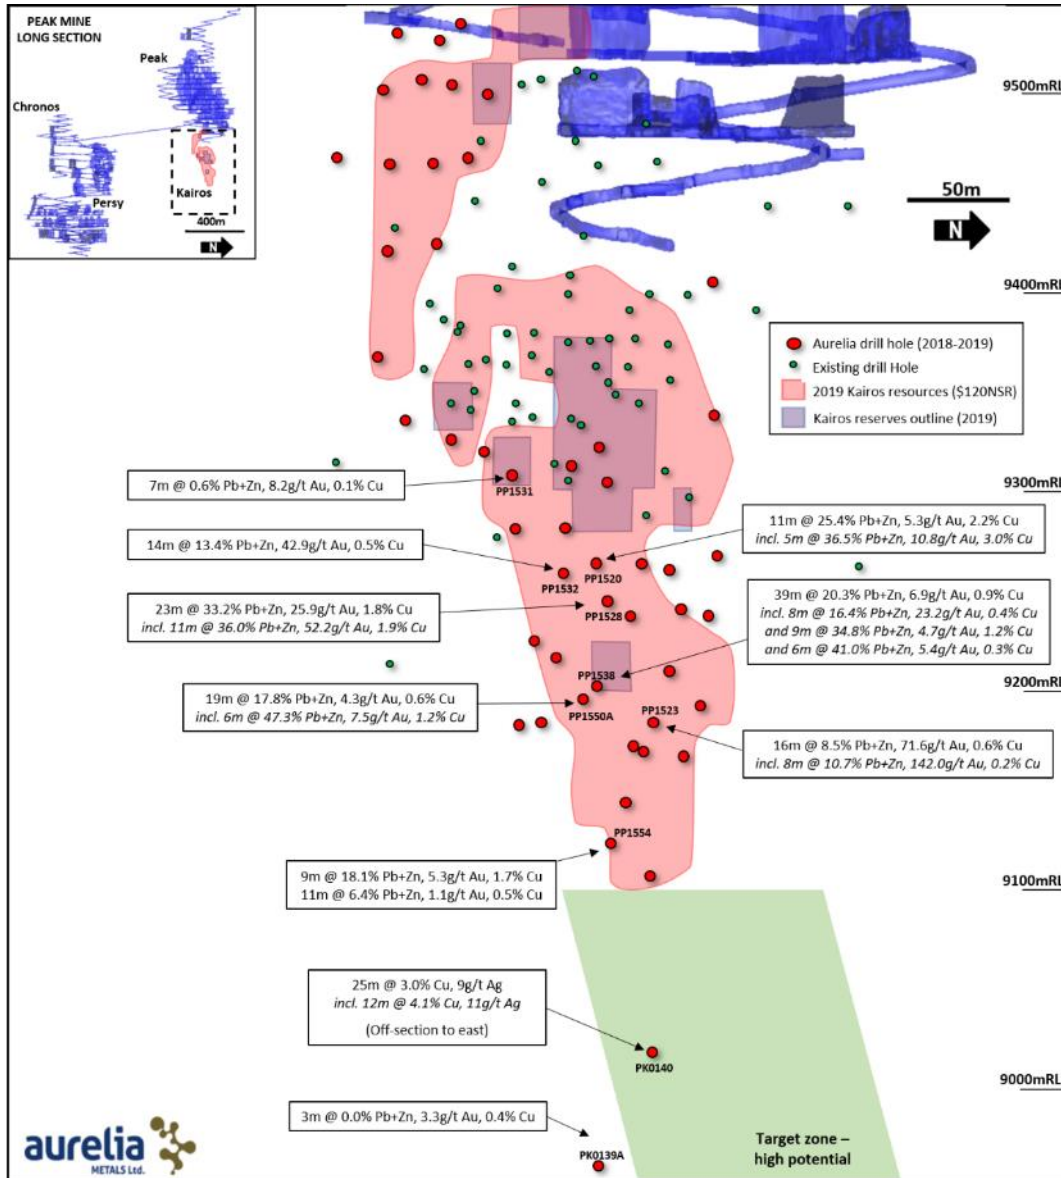 PEAK MINE
LONG SECTION
Peak
Chronos
Persy
Kairos
400m
N
9500mRL
50m
N
9400mRL
Aurelia drill hole (2018-2019)
Existing drill Hole
2019 Kairos resources ($120NSR)
Kairos reserves outline (2019)
7m @ 0.6% Pb+Zn, 8.2g/t Au, 0.1% Cu
PP1531
9300mRL
14m @ 13.4% Pb+Zn, 42.9g/t Au, 0.5% Cu
11m @ 25.4% Pb+Zn, 5.3g/t Au, 2.2% Cu
incl. 5m @ 36.5% Pb+Zn, 10.8g/t Au, 3.0% Cu
PP1520
PP1532
23m @ 33.2% Pb+Zn, 25.9g/t Au, 1.8% Cu
incl. 11m @ 36.0% Pb+Zn, 52.2g/t Au, 1.9% Cu
PP1528
39m @ 20.3% Pb+Zn, 6.9g/t Au, 0.9% Cu
incl. 8m @ 16.4% Pb+Zn, 23.2g/t Au, 0.4% Cu
and 9m @ 34.8% Pb+Zn, 4.7g/t Au, 1.2% Cu
and 6m @ 41.0% Pb+Zn, 5.4g/t Au, 0.3% Cu
PP1538
9200mRL
19m @ 17.8% Pb+Zn, 4.3g/t Au, 0.6% Cu
incl. 6m @ 47.3% Pb+Zn, 7.5g/t Au, 1.2% Cu
PP1550A
PP1523
16m @ 8.5% Pb+Zn, 71.6g/t Au, 0.6% Cu
incl. 8m @ 10.7% Pb+Zn, 142.0g/t Au, 0.2% Cu
PP1554
9m @ 18.1% Pb+Zn, 5.3g/t Au, 1.7% Cu
11m @ 6.4% Pb+Zn, 1.1g/t Au, 0.5% Cu
9100mRL
25m @ 3.0% Cu, 9g/t Ag
incl. 12m @ 4.1% Cu, 11g/t Ag
(Off-section to east)
PK0140
9000mRL
3m @ 0.0% Pb+Zn, 3.3g/t Au, 0.4% Cu
PK0139A
Target zone –
high potential
aurelia
METALS Ltd.